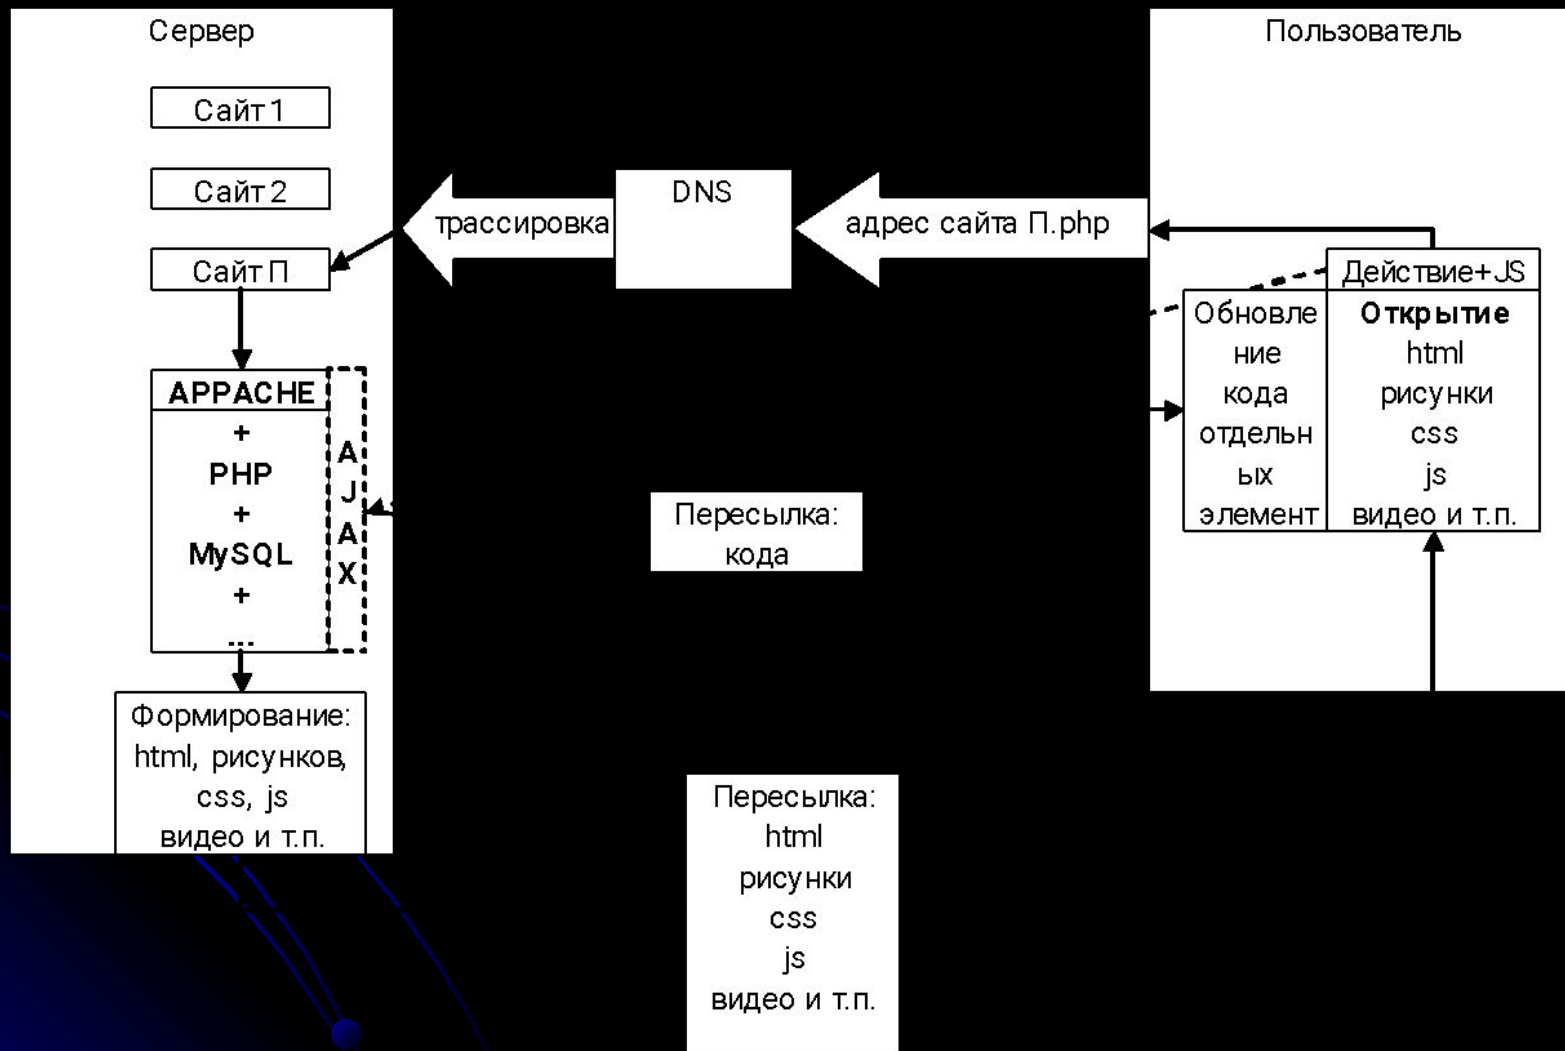 Сервер
Сайт 1
Сайт 2
Сайт П
APPACHE
+
PHP
+
MySQL
+
...
A
J
A
X
Формирование:
html, рисунков,
css, js
видео и т.п.
трассировка
DNS
адрес сайта П.php
Пересылка:
кода
Пересылка:
html
рисунки
css
js
видео и т.п.
Пользователь
Действие+JS
Обновле
ние
кода
отдельн
ых
элемент
Открытие
html
рисунки
css
js
видео и т.п.